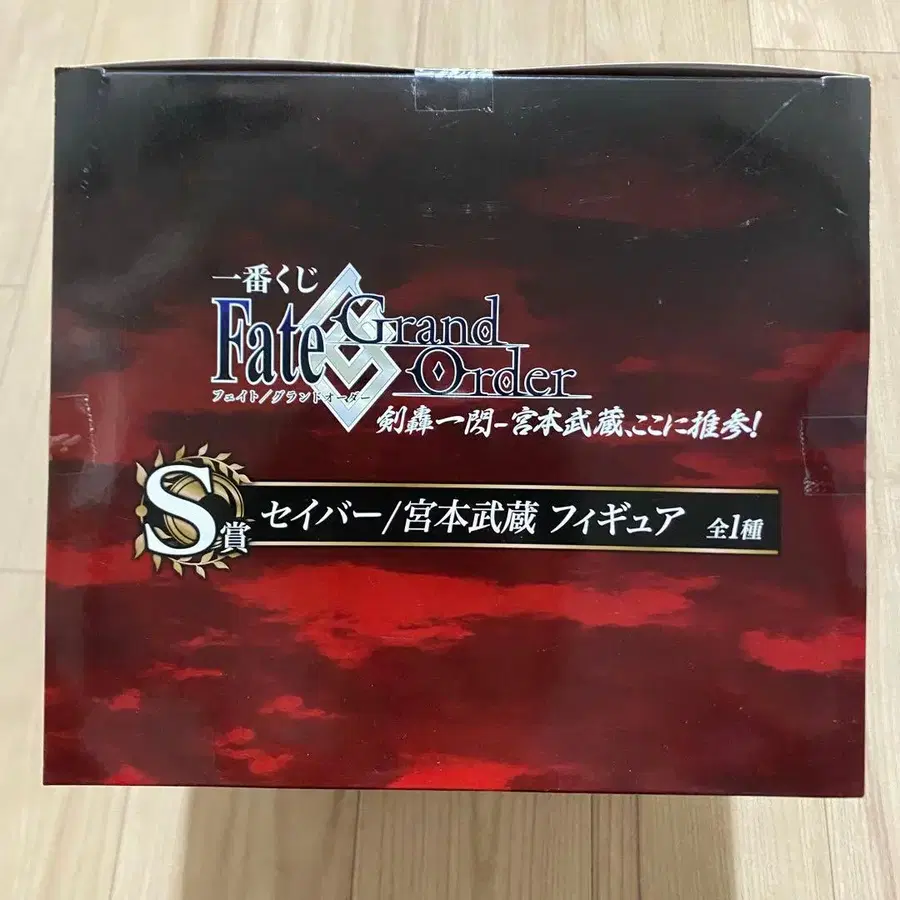 一番くじ
Fate Grand Order
フェイト/グランドオーダー
剣轟一閃-宮本武蔵、ここに推参!
S賞 セイバー/宮本武蔵 フィギュア 全1種